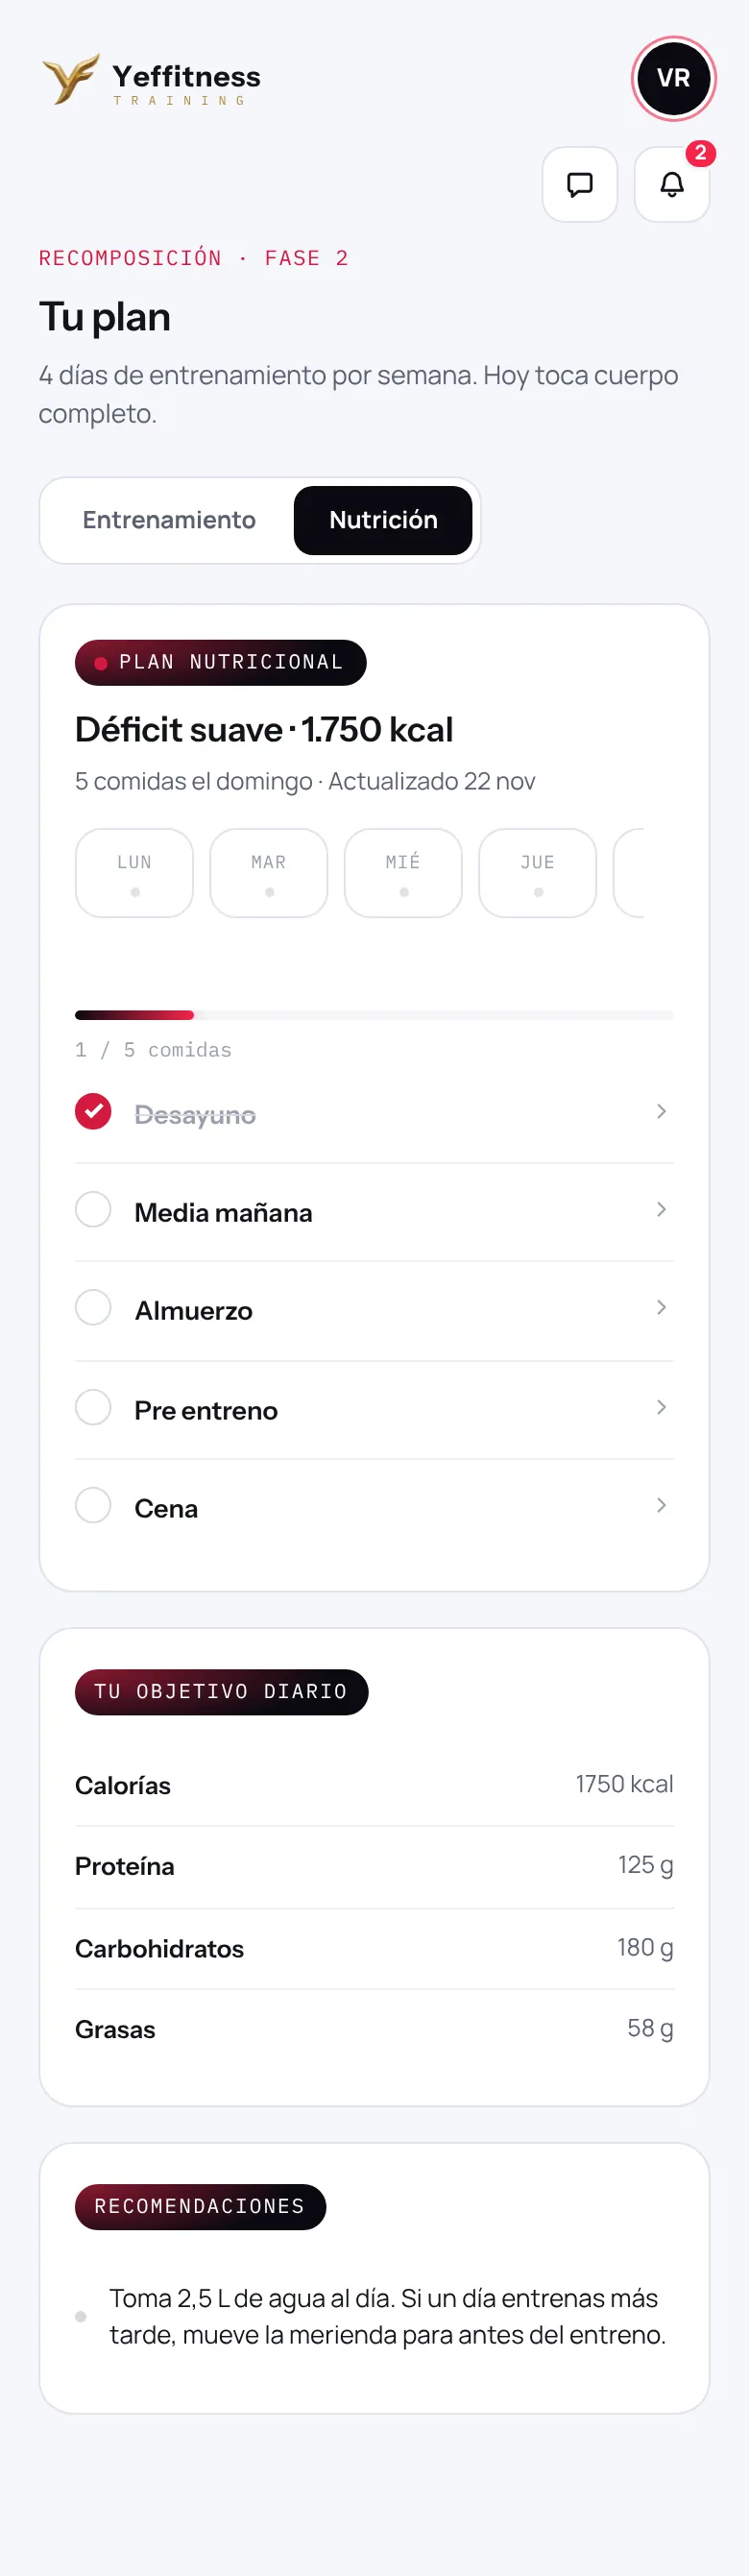 Yeffitness
TRAINING
VR
2
RECOMPOSICIÓN · FASE 2
Tu plan
4 días de entrenamiento por semana. Hoy toca cuerpo
completo.
Entrenamiento
Nutrición
PLAN NUTRICIONAL
Déficit suave · 1.750 kcal
5 comidas el domingo · Actualizado 22 nov
LUN
MAR
MIÉ
JUE
1 / 5 comidas
Desayuno
Media mañana
Almuerzo
Pre entreno
Cena
TU OBJETIVO DIARIO
Calorías 1750 kcal
Proteína 125 g
Carbohidratos 180 g
Grasas 58 g
RECOMENDACIONES
Toma 2,5 L de agua al día. Si un día entrenas más
tarde, mueve la merienda para antes del entreno.